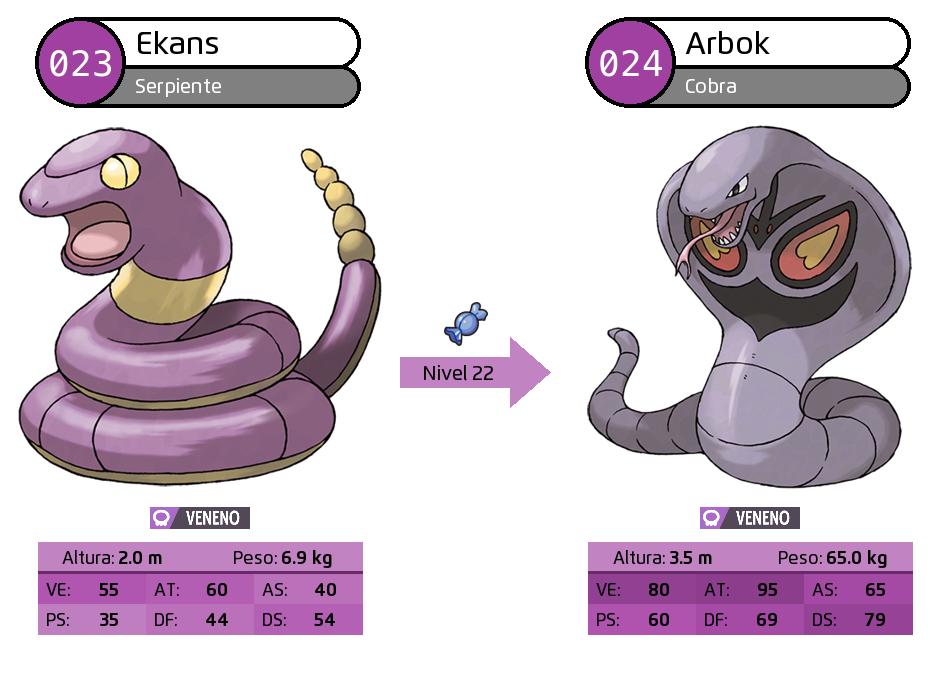 023
Ekans
Serpiente
024
Arbok
Cobra
Nivel 22
VENENO
VENENO
Altura: 2.0 m Peso: 6.9 kg
VE: 55 AT: 60 AS: 40
PS: 35 DF: 44 DS: 54
Altura: 3.5 m Peso: 65.0 kg
VE: 80 AT: 95 AS: 65
PS: 60 DF: 69 DS: 79